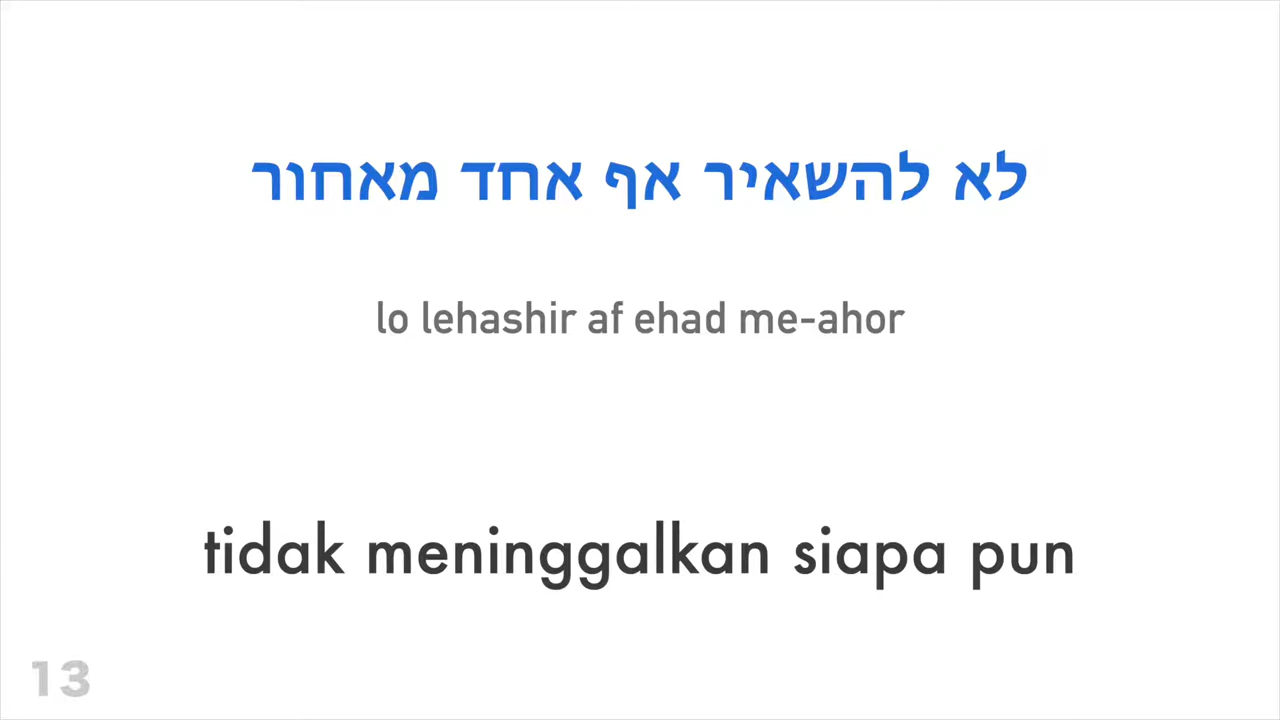 לא להשאיר אף אחד מאחור
lo lehashir af ehad me-ahor
tidak meninggalkan siapa pun
13